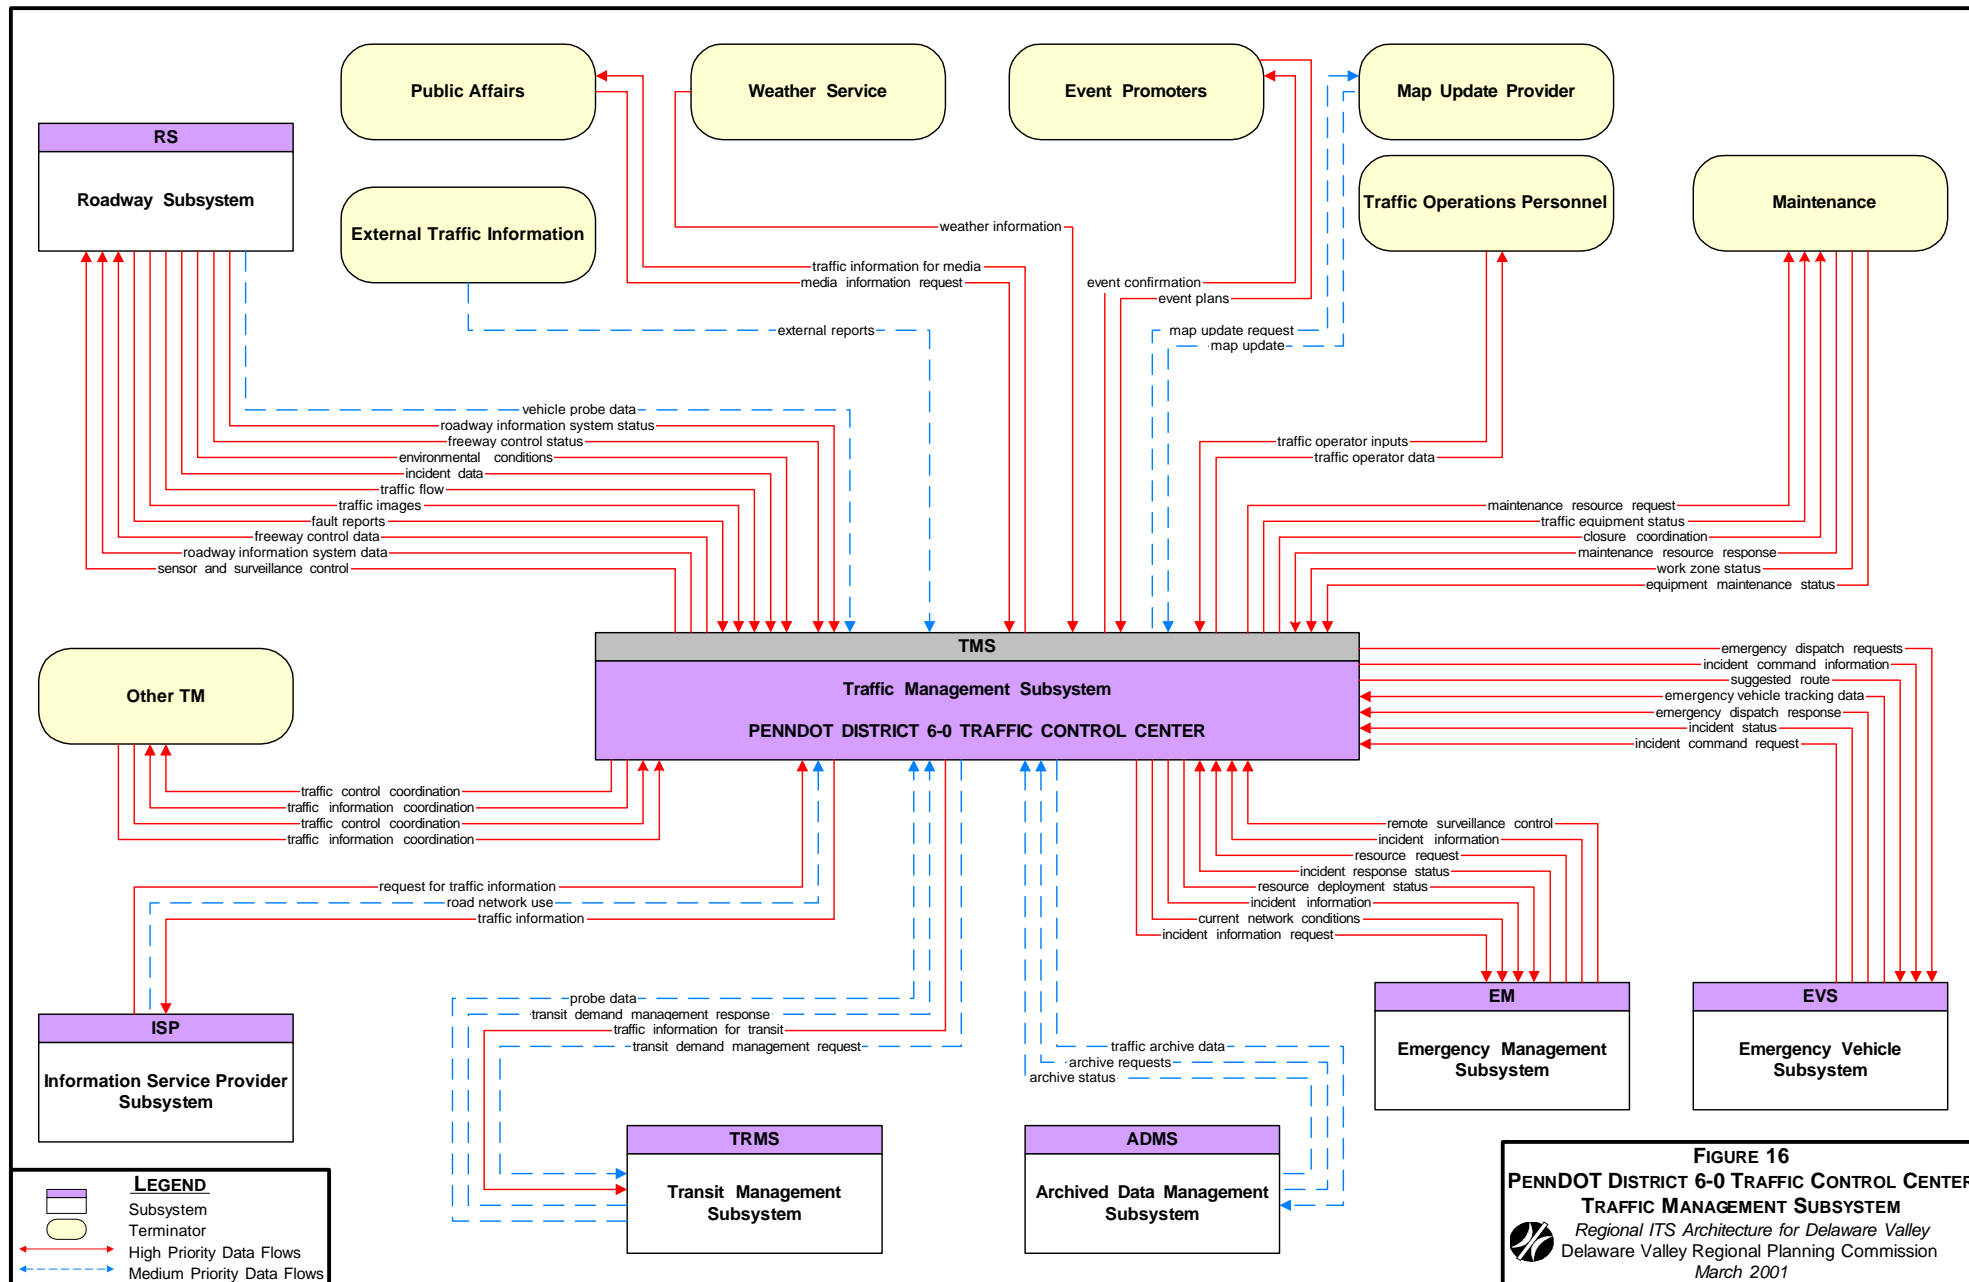 Public Affairs
Weather Service
Event Promoters
Map Update Provider
RS
Roadway Subsystem
External Traffic Information
Traffic Operations Personnel
Maintenance
weather information
traffic information for media
media information request
event confirmation
event plans
external reports
map update request
map update
vehicle probe data
roadway information system status
freeway control status
environmental conditions
incident data
traffic flow
traffic images
fault reports
freeway control data
roadway information system data
sensor and surveillance control
traffic operator inputs
traffic operator data
maintenance resource request
traffic equipment status
closure coordination
maintenance resource response
work zone status
equipment maintenance status
TMS
Traffic Management Subsystem
PENNDOT DISTRICT 6-0 TRAFFIC CONTROL CENTER
emergency dispatch requests
incident command information
suggested route
emergency vehicle tracking data
emergency dispatch response
incident status
incident command request
Other TM
traffic control coordination
traffic information coordination
traffic control coordination
traffic information coordination
remote surveillance control
incident information
resource request
incident response status
resource deployment status
incident information
current network conditions
incident information request
request for traffic information
road network use
traffic information
probe data
transit demand management response
traffic information for transit
transit demand management request
traffic archive data
archive requests
archive status
ISP
Information Service Provider
Subsystem
EM
Emergency Management
Subsystem
EVS
Emergency Vehicle
Subsystem
TRMS
Transit Management
Subsystem
ADMS
Archived Data Management
Subsystem
LEGEND
Subsystem
Terminator
High Priority Data Flows
Medium Priority Data Flows
FIGURE 16
PENNDOT DISTRICT 6-0 TRAFFIC CONTROL CENTER
TRAFFIC MANAGEMENT SUBSYSTEM
Regional ITS Architecture for Delaware Valley
Delaware Valley Regional Planning Commission
March 2001